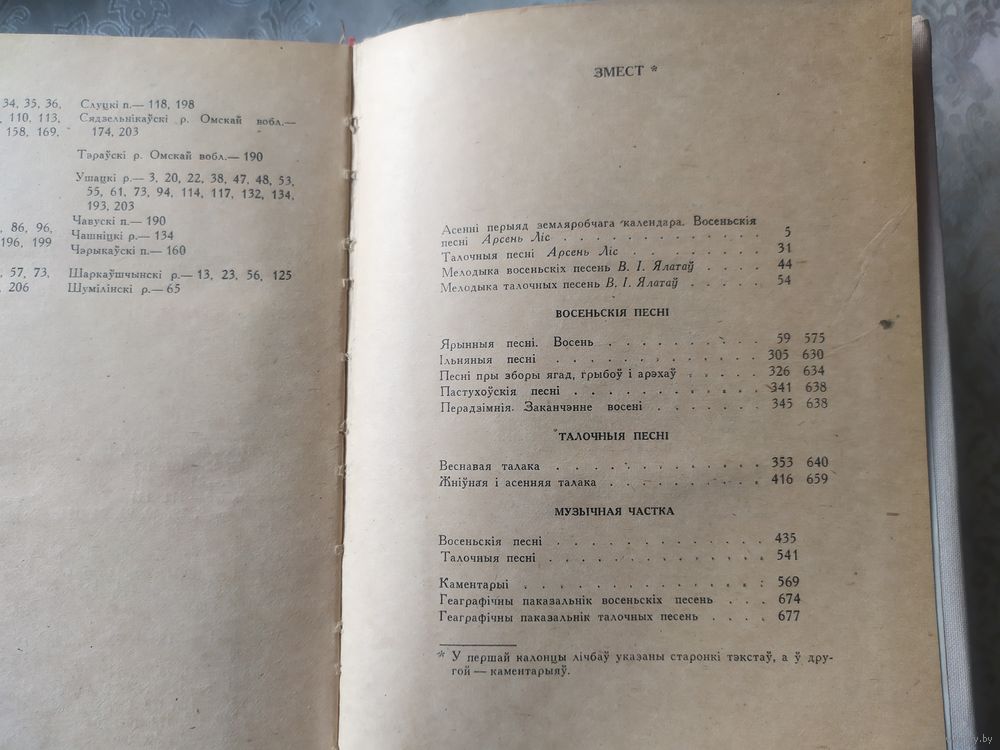 34, 35, 36,
110, 113,
158, 169,
86, 96,
196, 199
57, 73,
206
Слуцкі п.— 118, 198
Сядзельнікаўскі р. Омскай вобл.—
174, 203
Тараўскі р. Омскай вобл.— 190
Ушацкі р.— 3, 20, 22, 38, 47, 48, 53,
55, 61, 73, 94, 114, 117, 132, 134,
193, 203
Чавускі п.— 190
Чашніцкі р.— 134
Чэрыкаўскі п.— 160
Шаркаўшчынскі р.— 13, 23, 56, 125
Шумілінскі р.— 65
ЗМЕСТ *
Асенні перыяд земляробчага календара. Восеньскія
песні Арсень Ліс . . . . . . . . . . . . 5
Талочныя песні Арсень Ліс . . . . . . . . 31
Мелодыка восеньскіх песень В. І. Ялатаў . . . . 44
Мелодыка талочных песень В. І. Ялатаў . . . . . 54
ВОСЕНЬСКІЯ ПЕСНІ
Ярынныя песні. Восень . . . . . . . . . 59 575
Ільняныя песні . . . . . . . . . . . . 305 630
Песні пры зборы ягад, грыбоў і арэхаў . . . . . 326 634
Пастухоўскія песні . . . . . . . . . . . 341 638
Перадзімнія. Заканчэнне восені . . . . . . . 345 638
ТАЛОЧНЫЯ ПЕСНІ
Веснавая талака . . . . . . . . . . . . 353 640
Жніўная і асенняя талака . . . . . . . . . 416 659
МУЗЫЧНАЯ ЧАСТКА
Восеньскія песні . . . . . . . . . . . . 435
Талочныя песні . . . . . . . . . . . . . 541
Каментарыі . . . . . . . . . . . . . . 569
Геаграфічны паказальнік восеньскіх песень . . . 674
Геаграфічны паказальнік талочных песень . . . . 677
* У першай калонцы лічбаў указаны старонкі тэкстаў, а ў дру-
гой — каментарыяў.